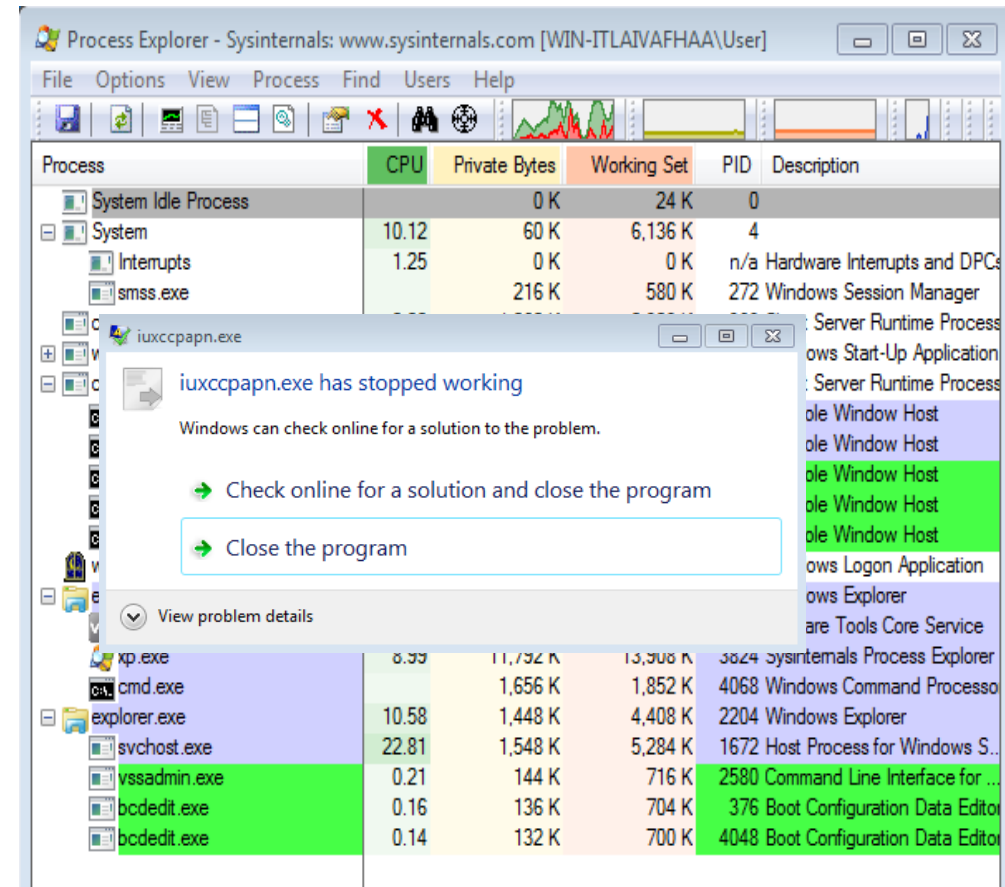 Process Explorer - Sysinternals: www.sysinternals.com [WIN-ITLAIVAFHAA\User]
File Options View Process Find Users Help
Process CPU Private Bytes Working Set PID Description
System Idle Process 0 K 24 K 0
System 10.12 60 K 6,136 K 4
Interrupts 1.25 0 K 0 K n/a Hardware Interrupts and DPCs
smss.exe 216 K 580 K 272 Windows Session Manager
Server Runtime Process
iuxccpapn.exe
ows Start-Up Application
iuxccpapn.exe has stopped working
Server Runtime Process
ole Window Host
Windows can check online for a solution to the problem.
ole Window Host
ole Window Host
Check online for a solution and close the program
ole Window Host
ole Window Host
Close the program
ows Logon Application
ows Explorer
View problem details
are Tools Core Service
xp.exe 8.99 11,792 K 13,908 K 3824 Sysinternals Process Explorer
cmd.exe 1,656 K 1,852 K 4068 Windows Command Processo
explorer.exe 10.58 1,448 K 4,408 K 2204 Windows Explorer
svchost.exe 22.81 1,548 K 5,284 K 1672 Host Process for Windows S...
vssadmin.exe 0.21 144 K 716 K 2580 Command Line Interface for ...
bcdedit.exe 0.16 136 K 704 K 376 Boot Configuration Data Editor
bcdedit.exe 0.14 132 K 700 K 4048 Boot Configuration Data Editor